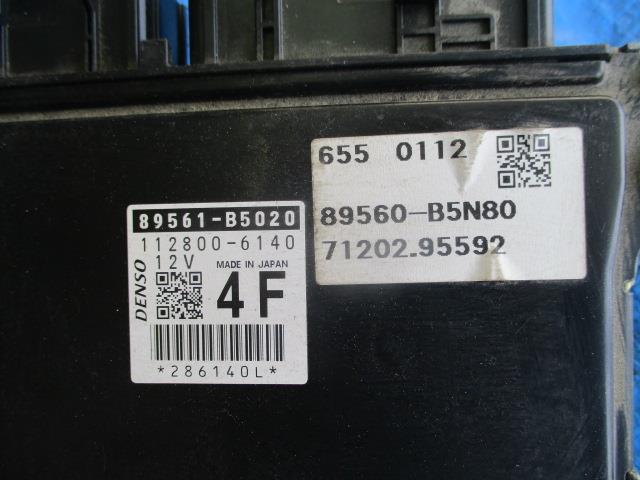 655 0112
89560-B5N80
71202.95592
89561-B5020
112800-6140
12V MADE IN JAPAN
DENSO
4F
*286140L*